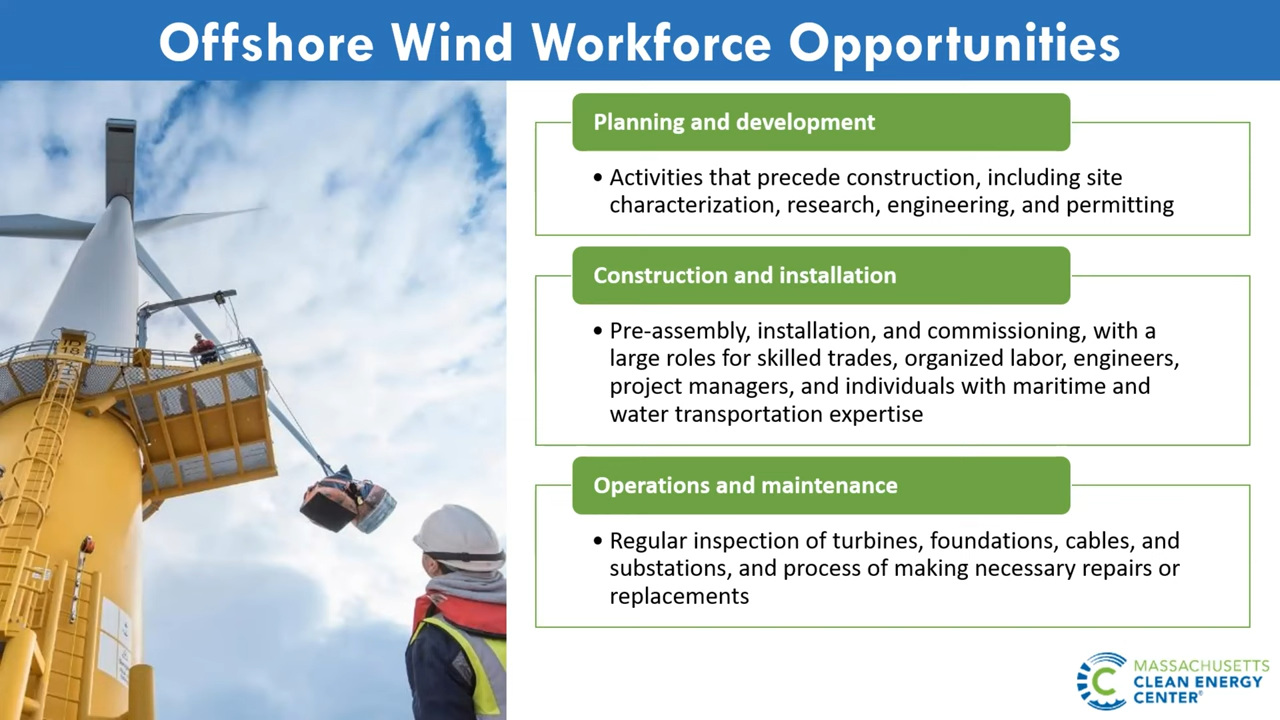 Offshore Wind Workforce Opportunities
Planning and development
• Activities that precede construction, including site
characterization, research, engineering, and permitting
Construction and installation
• Pre-assembly, installation, and commissioning, with a
large roles for skilled trades, organized labor, engineers,
project managers, and individuals with maritime and
water transportation expertise
Operations and maintenance
• Regular inspection of turbines, foundations, cables, and
substations, and process of making necessary repairs or
replacements
MASSACHUSETTS
CLEAN ENERGY
CENTER®